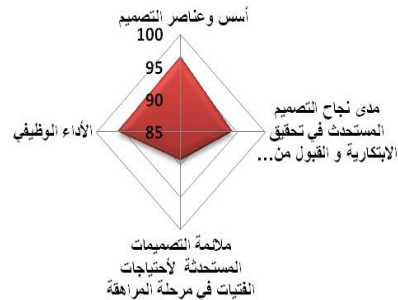 أسس وعناصر التصميم
100
95
90
85
مدى نجاح التصميم
المستحدث في تحقيق
الابتكارية و القبول من...
الأداء الوظيفي
ملائمة التصميمات
المستحدثة لأحتياجات
الفتيات في مرحلة المراهقة